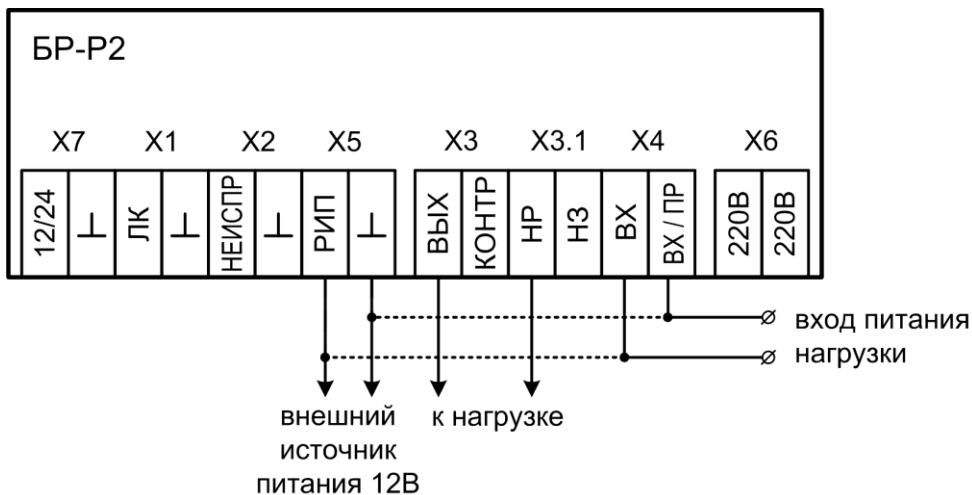 БР-Р2
X7 X1 X2 X5 X3 X3.1 X4 X6
12/24 ⊥ ЛК ⊥ НЕИСПР ⊥ РИП ⊥ ВЫХ КОНТР НР НЗ ВХ ВХ / ПР 220В 220В
вход питания
нагрузки
внешний
источник
питания 12В
к нагрузке